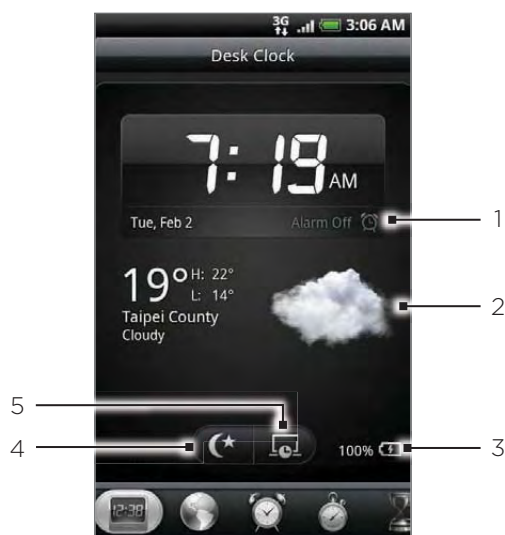 3G 3:06 AM
Desk Clock
7:19 AM
Tue, Feb 2 Alarm Off 1
19° H: 22°
L: 14°
Taipei County
Cloudy
2
5
4
100% 3
12:38